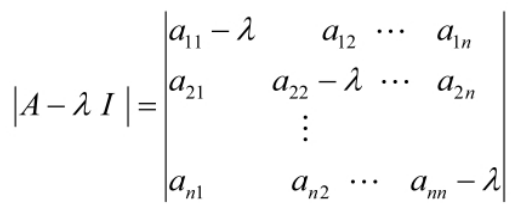 a₁₁ − λ a₁₂ ⋯ a₁ₙ
|A − λ I| = a₂₁ a₂₂ − λ ⋯ a₂ₙ
⋮
aₙ₁ aₙ₂ ⋯ aₙₙ − λ